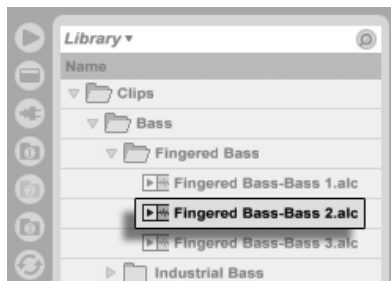 Library
Name
Clips
Bass
Fingered Bass
Fingered Bass-Bass 1.alc
Fingered Bass-Bass 2.alc
Fingered Bass-Bass 3.alc
Industrial Bass